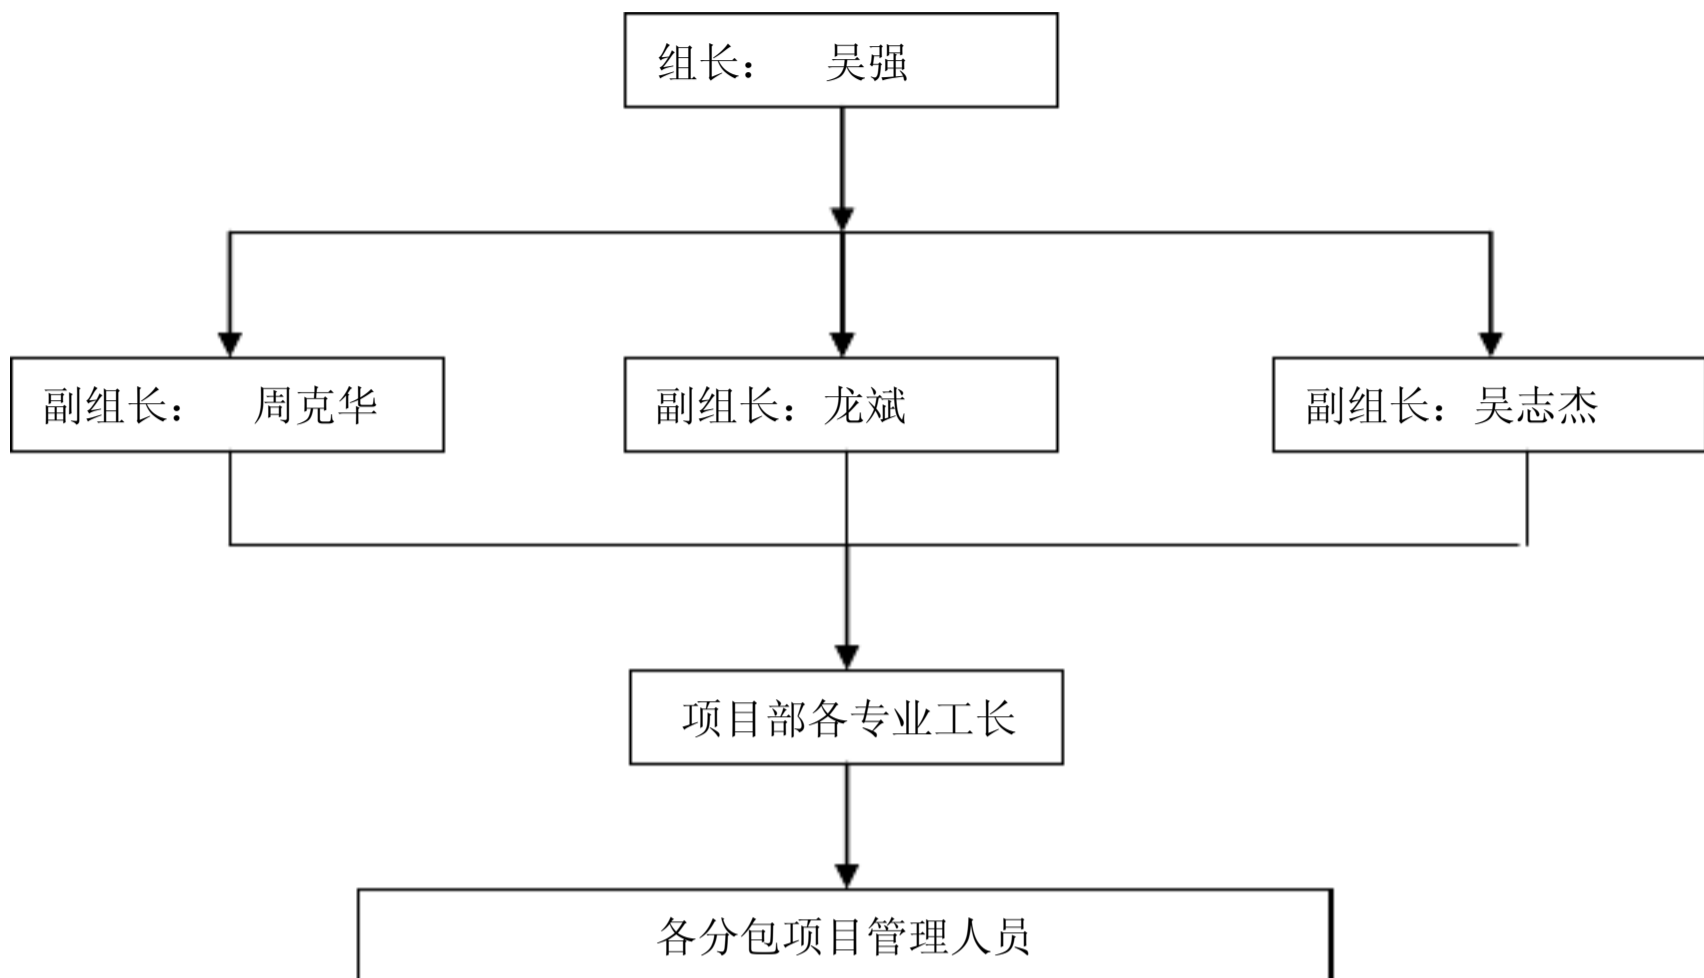 组长： 吴强
副组长： 周克华
副组长：龙斌
副组长：吴志杰
项目部各专业工长
各分包项目管理人员